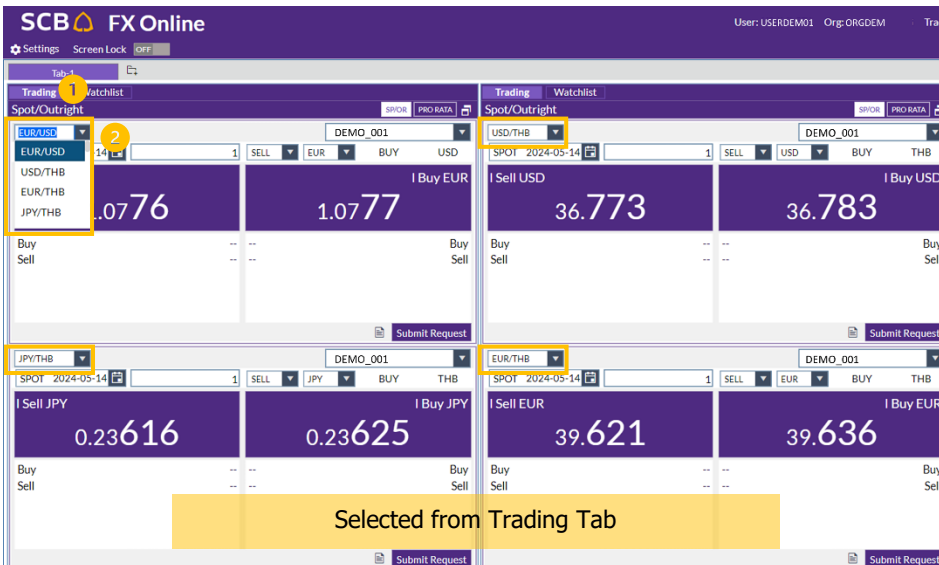 SCB FX Online
User: USERDEM01 Org: ORGDEM Tra
Settings Screen Lock OFF
Tab-1
Trading 1 Watchlist
Spot/Outright SP/OR PRO RATA
EUR/USD 2 DEMO_001
EUR/USD -14 1 SELL EUR BUY USD
USD/THB
EUR/THB
JPY/THB
I Buy EUR
.0776 1.0777
Buy -- -- Buy
Sell -- -- Sell
Submit Request
Trading Watchlist
Spot/Outright SP/OR PRO RATA
USD/THB DEMO_001
SPOT 2024-05-14 1 SELL USD BUY THB
I Sell USD I Buy USD
36.773 36.783
Buy -- -- Buy
Sell -- -- Sel
Submit Request
JPY/THB DEMO_001
SPOT 2024-05-14 1 SELL JPY BUY THB
I Sell JPY I Buy JPY
0.23616 0.23625
Buy -- -- Buy
Sell -- -- Sell
Submit Request
EUR/THB DEMO_001
SPOT 2024-05-14 1 SELL EUR BUY THB
I Sell EUR I Buy EUR
39.621 39.636
Buy -- -- Buy
Sell -- -- Sel
Submit Request
Selected from Trading Tab